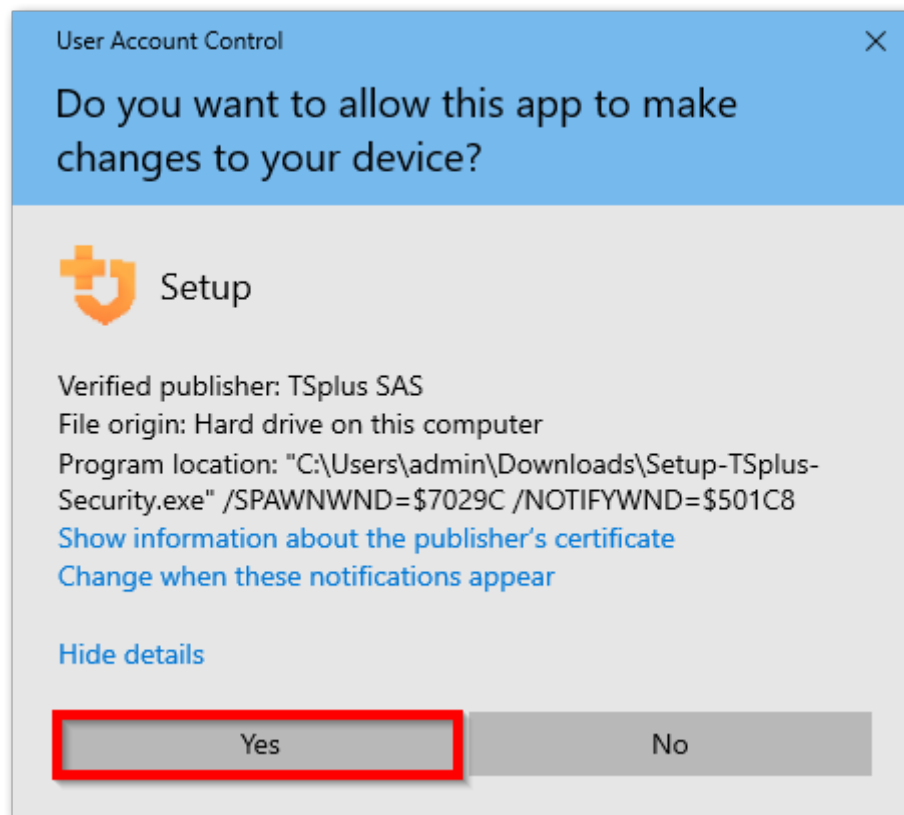 User Account Control
Do you want to allow this app to make
changes to your device?
Setup
Verified publisher: TSplus SAS
File origin: Hard drive on this computer
Program location: "C:\Users\admin\Downloads\Setup-TSplus-
Security.exe" /SPAWNWND=$7029C /NOTIFYWND=$501C8
Show information about the publisher’s certificate
Change when these notifications appear
Hide details
Yes No